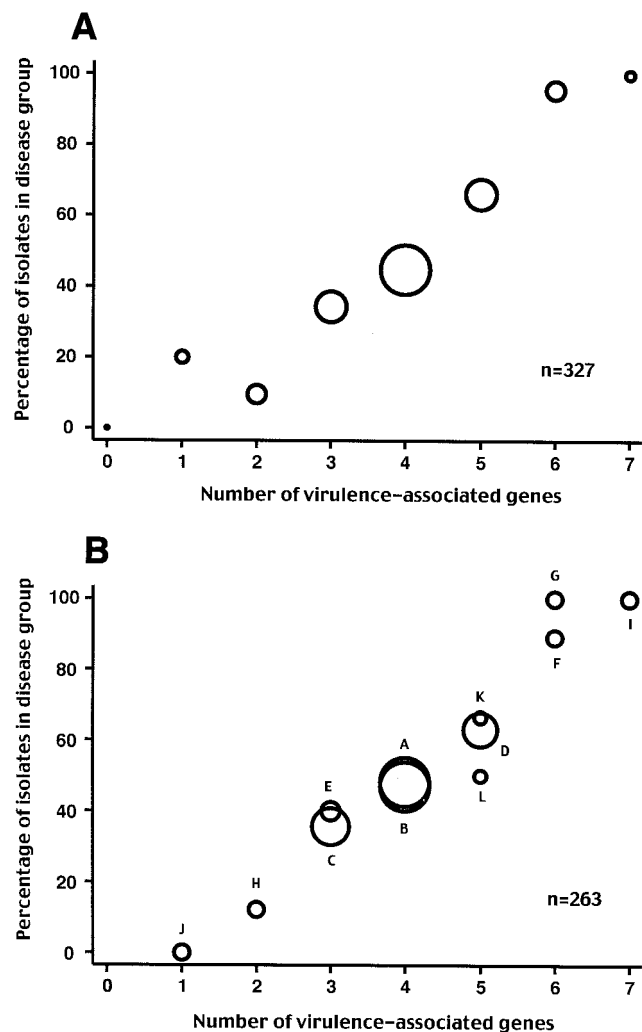 A
Percentage of isolates in disease group
100
80
60
40
20
0
n=327
0 1 2 3 4 5 6 7
Number of virulence-associated genes
B
Percentage of isolates in disease group
100
80
60
40
20
0
G
I
F
K
D
L
A
B
E
C
H
J
n=263
0 1 2 3 4 5 6 7
Number of virulence-associated genes